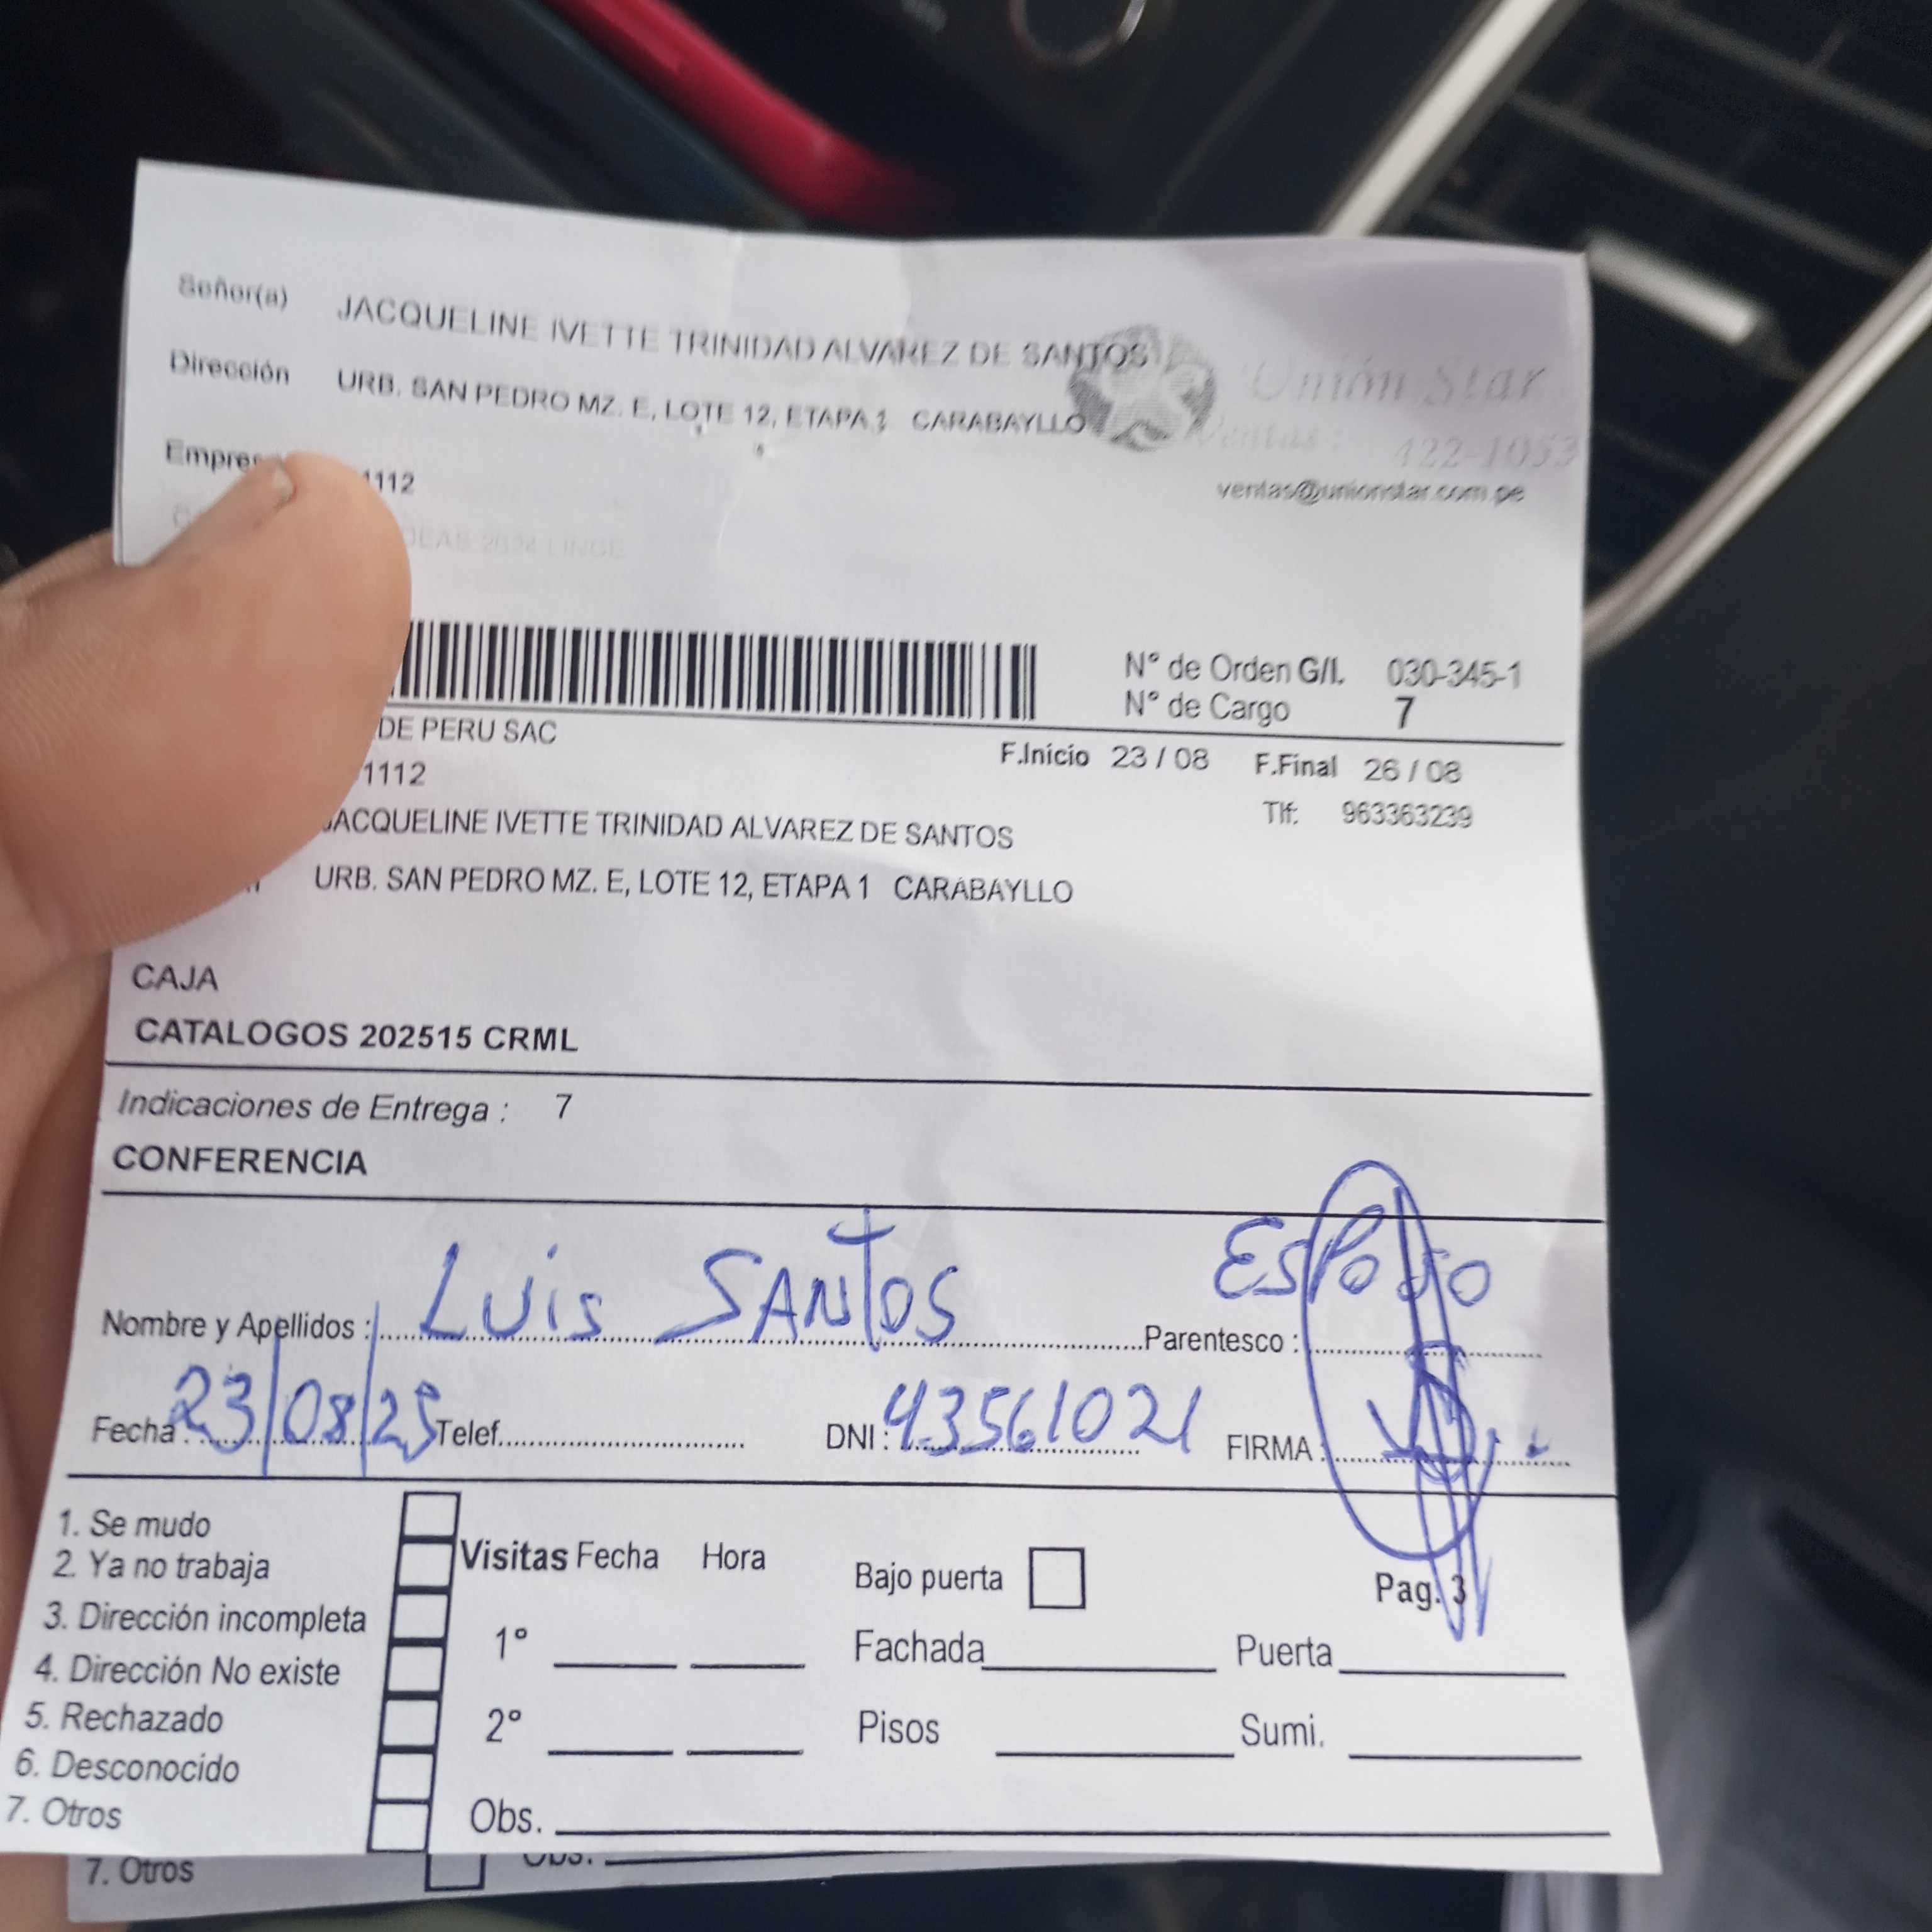 Señor(a) JACQUELINE IVETTE TRINIDAD ALVAREZ DE SANTOS
Unión Star
Dirección URB. SAN PEDRO MZ. E, LOTE 12, ETAPA 1 CARABAYLLO
Ventas: 422-1053
Empres 1112
ventas@unionstar.com.pe
N° de Orden G/I. 030-345-1
N° de Cargo 7
DE PERU SAC
F.Inicio 23 / 08 F.Final 26 / 08
1112
Tlf: 963363239
JACQUELINE IVETTE TRINIDAD ALVAREZ DE SANTOS
URB. SAN PEDRO MZ. E, LOTE 12, ETAPA 1 CARABAYLLO
CAJA
CATALOGOS 202515 CRML
Indicaciones de Entrega : 7
CONFERENCIA
Nombre y Apellidos : Luis SANTOS Parentesco : ESPOSO
Fecha : 23/08/25 Telef. DNI : 43561021 FIRMA :
1. Se mudo
2. Ya no trabaja
3. Dirección incompleta
4. Dirección No existe
5. Rechazado
6. Desconocido
7. Otros
Visitas Fecha Hora
1°
2°
Obs.
Bajo puerta
Pag. 3
Fachada Puerta
Pisos Sumi.
7. Otros Obs.